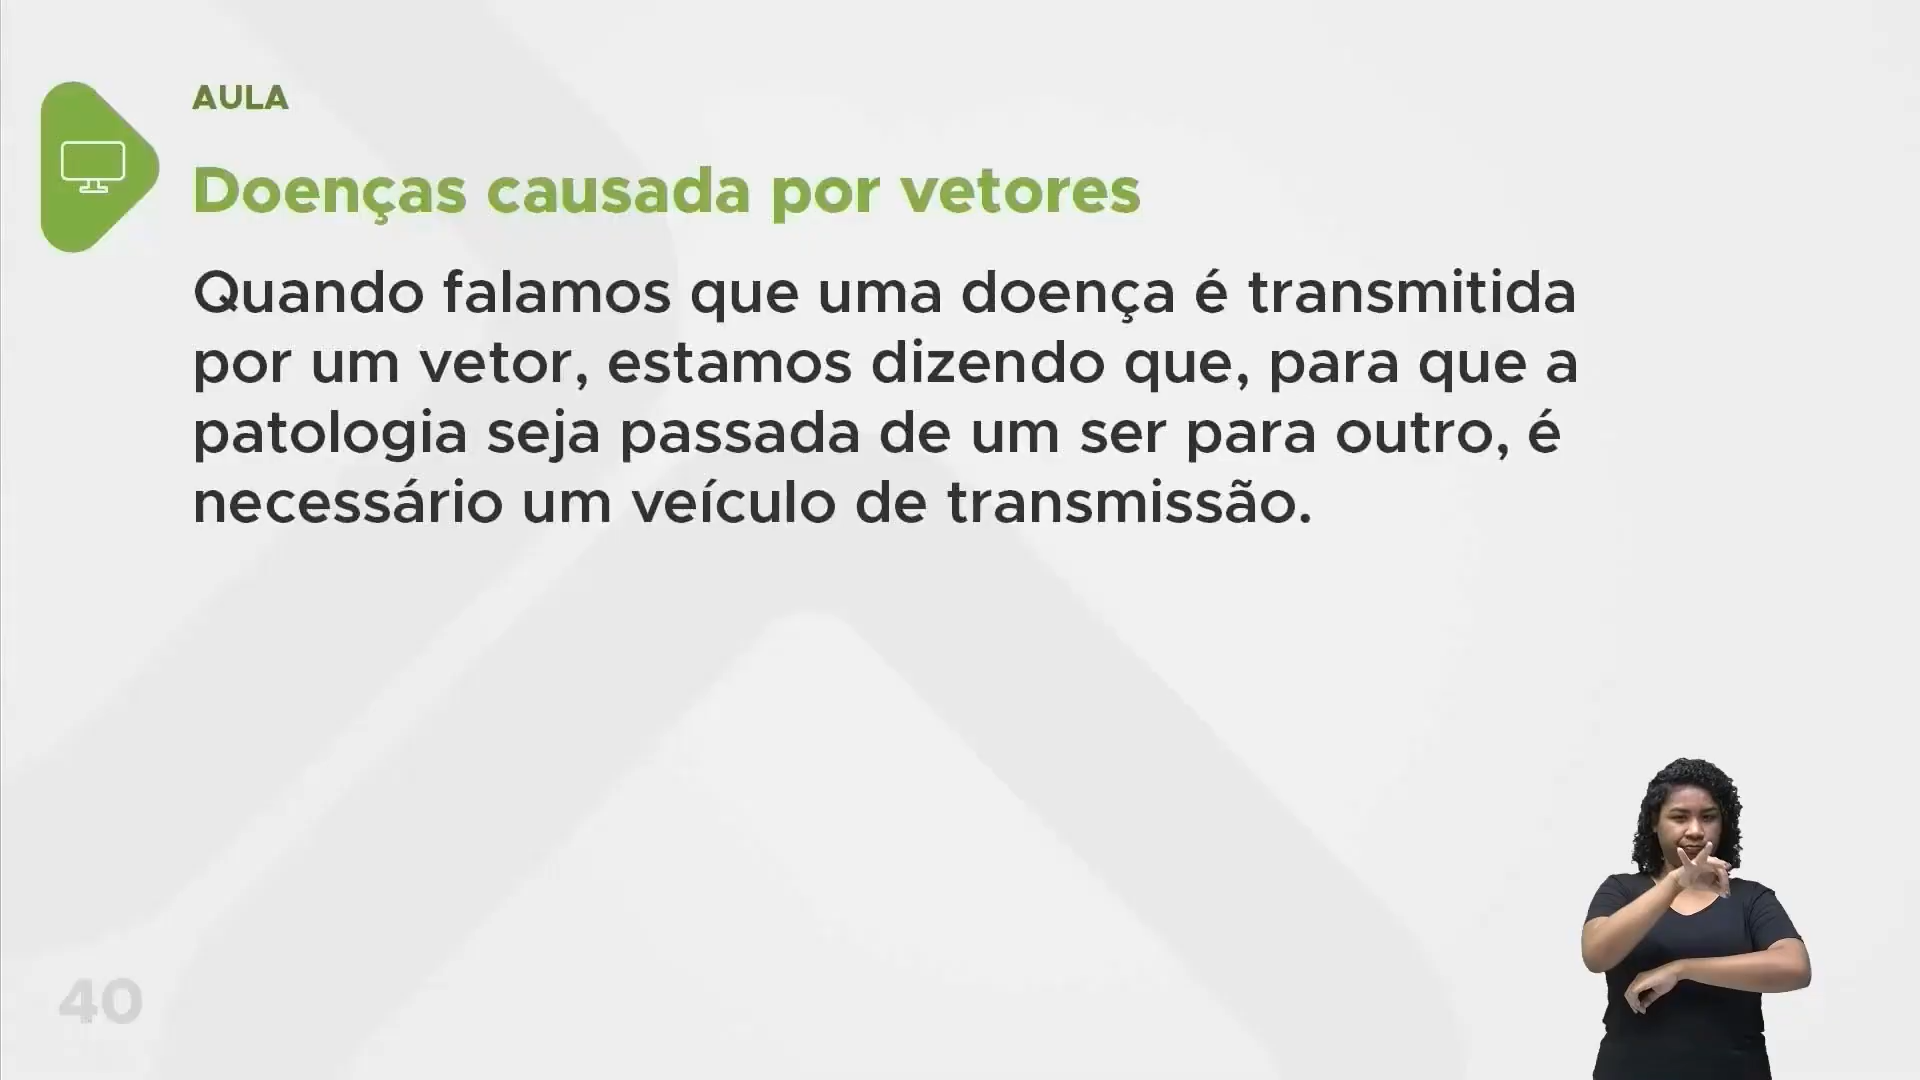 AULA
Doenças causada por vetores
Quando falamos que uma doença é transmitida
por um vetor, estamos dizendo que, para que a
patologia seja passada de um ser para outro, é
necessário um veículo de transmissão.
40